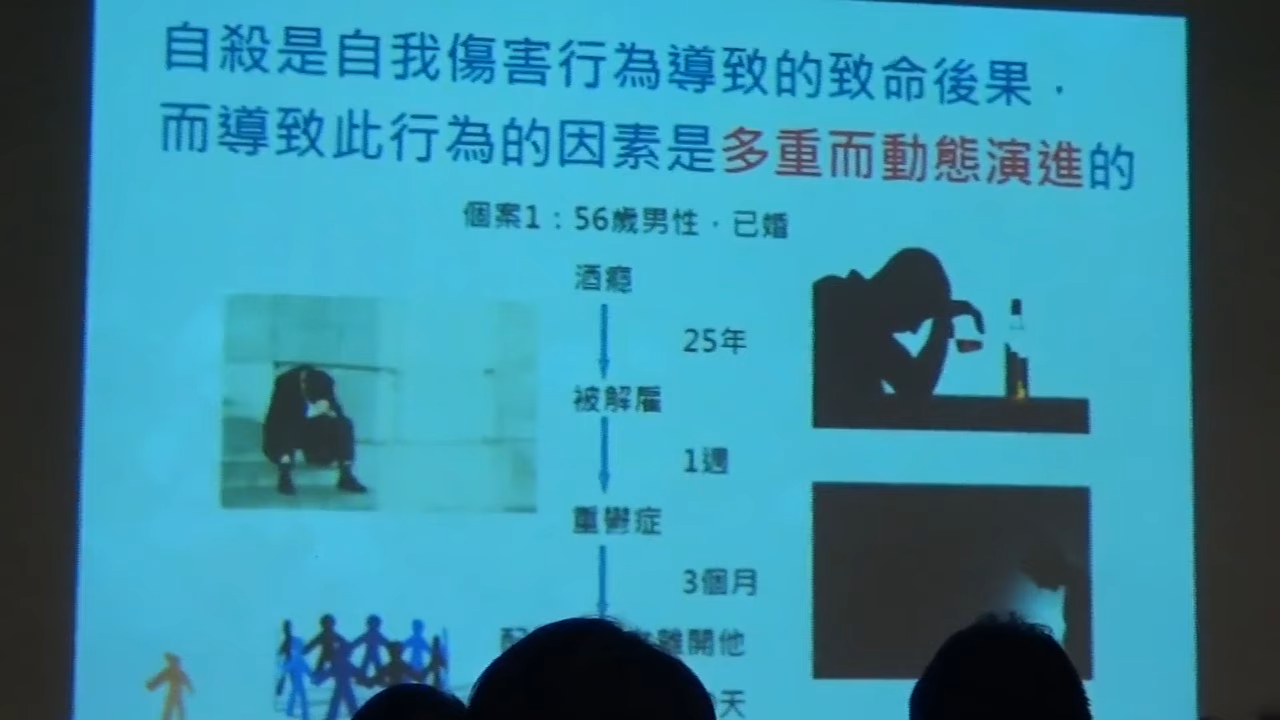 自殺是自我傷害行為導致的致命後果，
而導致此行為的因素是多重而動態演進的
個案1：56歲男性，已婚
酒癮
25年
被解雇
1週
重鬱症
3個月
配 離開他
天